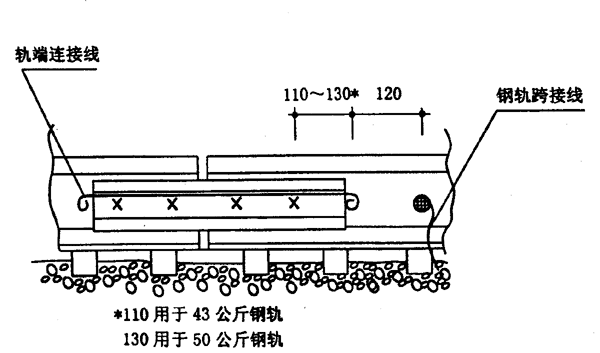 轨端连接线
110～130* 120
钢轨跨接线
*110 用于 43 公斤钢轨
130 用于 50 公斤钢轨